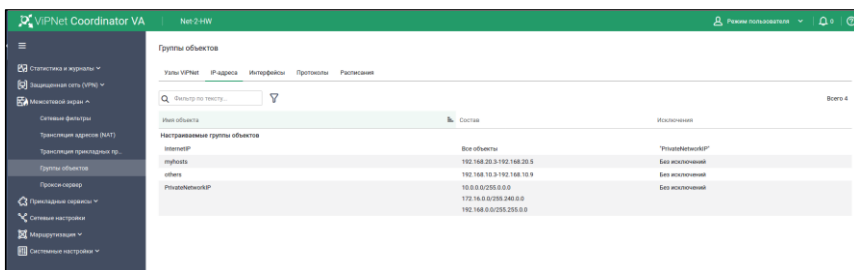 ViPNet Coordinator VA
Net-2-HW
Режим пользователя
0
Группы объектов
Статистика и журналы
Защищенная сеть (VPN)
Межсетевой экран
Сетевые фильтры
Трансляция адресов (NAT)
Трансляция прикладных пр...
Группы объектов
Прокси-сервер
Прикладные сервисы
Сетевые настройки
Маршрутизация
Системные настройки
Узлы ViPNet IP-адреса Интерфейсы Протоколы Расписания
Фильтр по тексту...
Всего 4
Имя объекта Состав Исключения
Настраиваемые группы объектов
InternetIP Все объекты "PrivateNetworkIP"
myhosts 192.168.20.3-192.168.20.5 Без исключений
others 192.168.10.3-192.168.10.9 Без исключений
PrivateNetworkIP 10.0.0.0/255.0.0.0 Без исключений
172.16.0.0/255.240.0.0
192.168.0.0/255.255.0.0